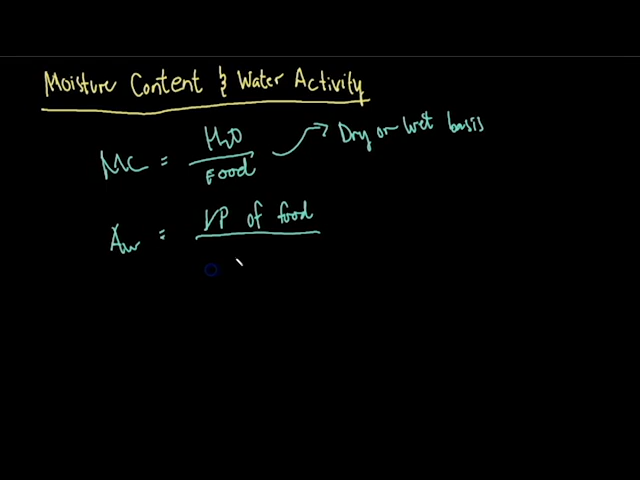 Moisture Content & Water Activity
MC = H2O / Food → Dry or Wet basis
Aw = VP of food